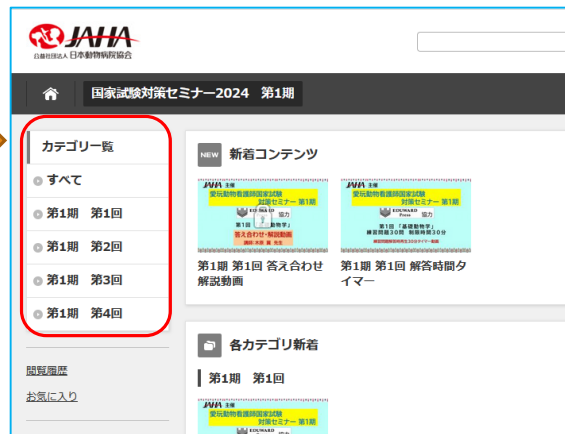 JAHA
公益社団法人 日本動物病院協会
国家試験対策セミナー2024 第1期
カテゴリ一覧
すべて
第1期 第1回
第1期 第2回
第1期 第3回
第1期 第4回
閲覧履歴
お気に入り
NEW 新着コンテンツ
JAHA 主催
愛玩動物看護師国家試験
対策セミナー 第1期
EDUWARD Press 協力
答え合わせ・解説動画
第1期 第1回 答え合わせ
解説動画
JAHA 主催
愛玩動物看護師国家試験
対策セミナー 第1期
EDUWARD Press 協力
第1回 「基礎動物学」
練習問題30問 制限時間30分
第1期 第1回 解答時間タ
イマー
各カテゴリ新着
第1期 第1回
JAHA 主催
愛玩動物看護師国家試験
対策セミナー 第1期
EDUWARD